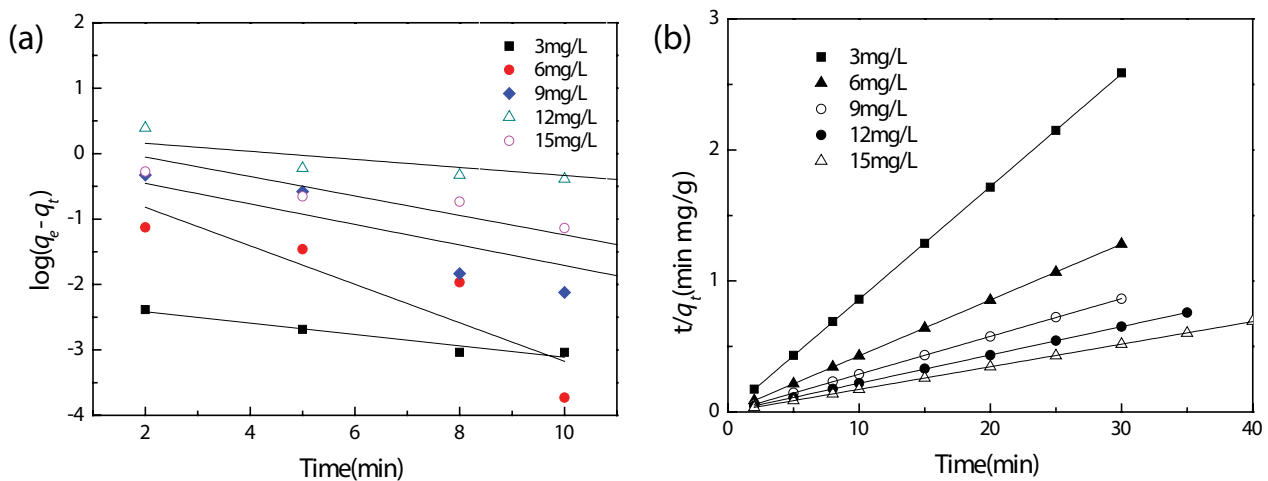 (a)
2
1
0
-1
-2
-3
-4
log(qe - qt)
2
4
6
8
10
Time(min)
3mg/L
6mg/L
9mg/L
12mg/L
15mg/L
(b)
3
2
1
0
t/qt(min mg/g)
0
10
20
30
40
Time(min)
3mg/L
6mg/L
9mg/L
12mg/L
15mg/L